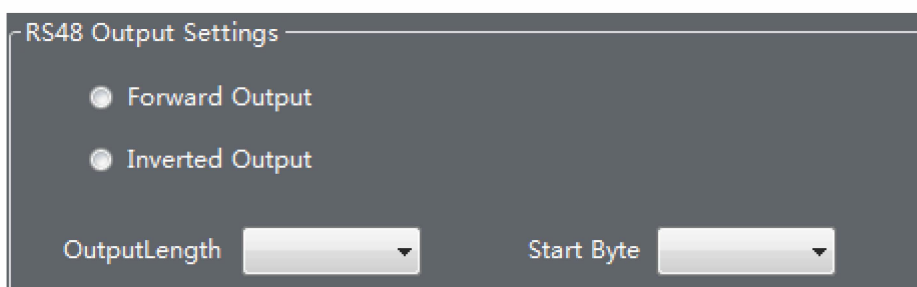 RS48 Output Settings
Forward Output
Inverted Output
OutputLength Start Byte